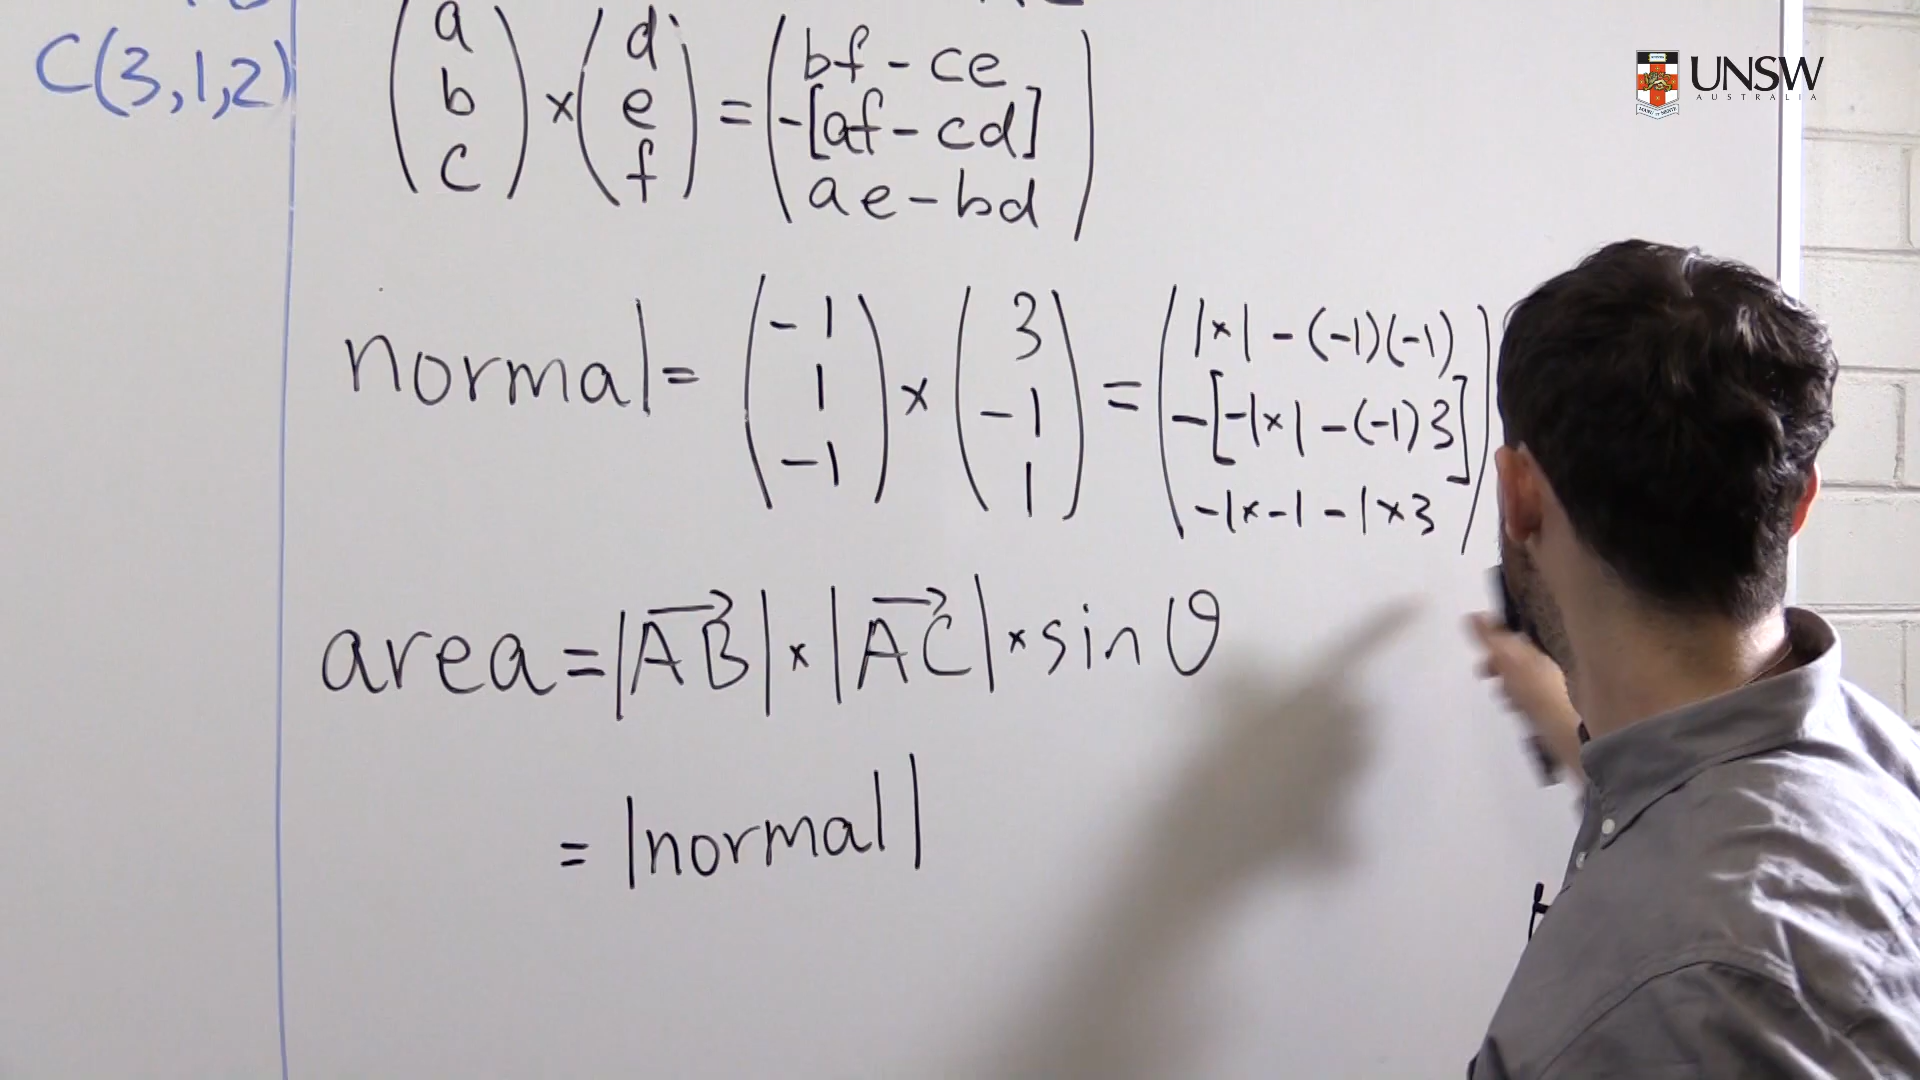 C(3,1,2)
(a b c) × (d e f) = (bf - ce
-[af - cd]
ae - bd)
normal = (-1 1 -1) × (3 -1 1) = (1×1 - (-1)(-1)
-[-1×1 - (-1)3]
-1×-1 - 1×3)
area = |AB| × |AC| × sin θ
= |normal|
UNSW
AUSTRALIA